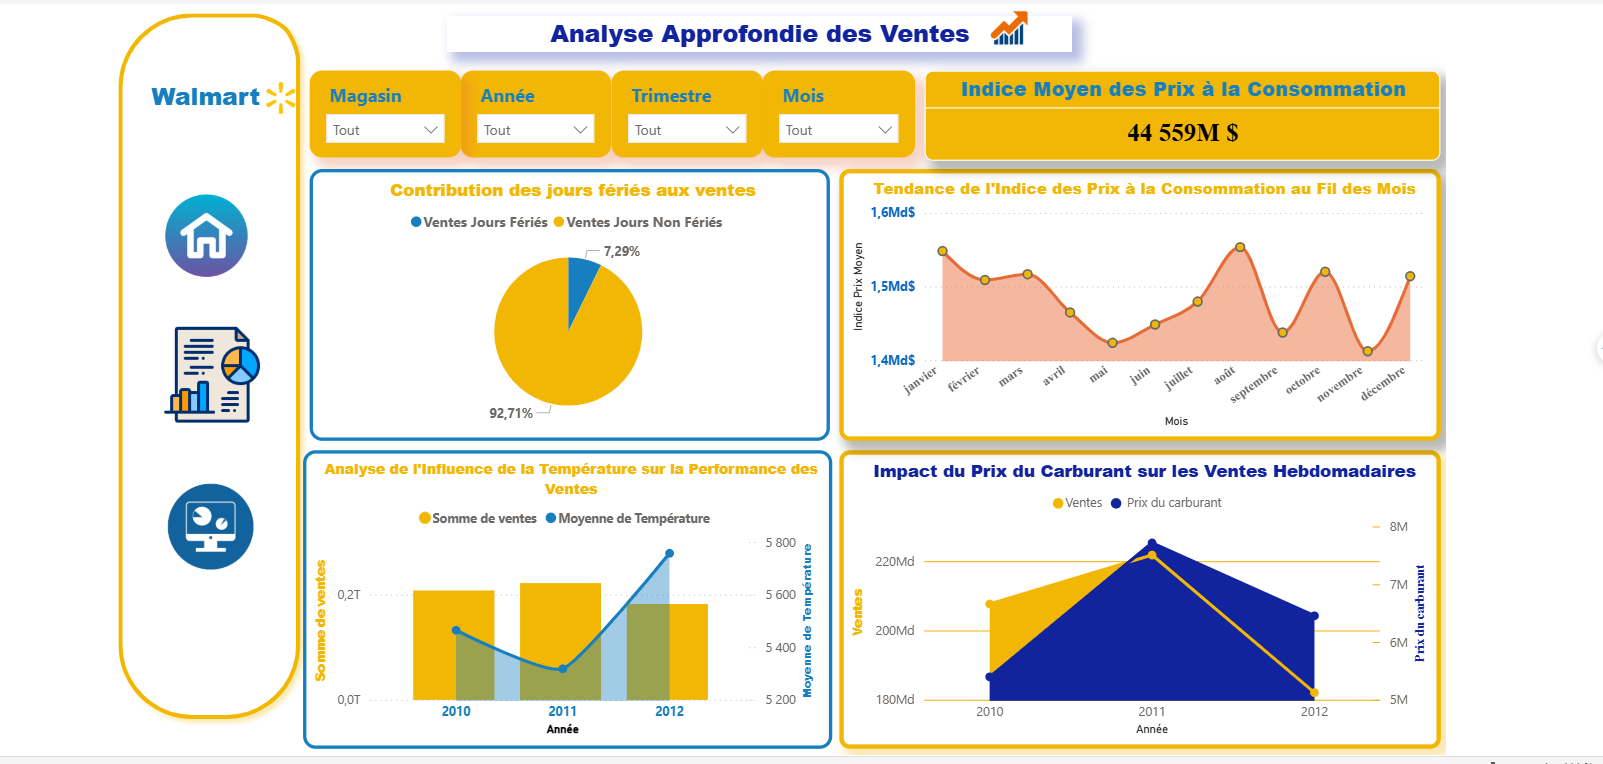 Analyse Approfondie des Ventes
Walmart
Magasin
Tout
Année
Tout
Trimestre
Tout
Mois
Tout
Indice Moyen des Prix à la Consommation
44 559M $
Contribution des jours fériés aux ventes
Ventes Jours Fériés
Ventes Jours Non Fériés
7,29%
92,71%
Tendance de l'Indice des Prix à la Consommation au Fil des Mois
Indice Prix Moyen
1,6Md$
1,5Md$
1,4Md$
janvier
février
mars
avril
mai
juin
juillet
août
septembre
octobre
novembre
décembre
Mois
Analyse de l'Influence de la Température sur la Performance des
Ventes
Somme de ventes
Moyenne de Température
Somme de ventes
0,2T
0,0T
5 800
5 600
5 400
5 200
Moyenne de Température
2010
2011
2012
Année
Impact du Prix du Carburant sur les Ventes Hebdomadaires
Ventes
Prix du carburant
Ventes
220Md
200Md
180Md
8M
7M
6M
5M
Prix du carburant
2010
2011
2012
Année